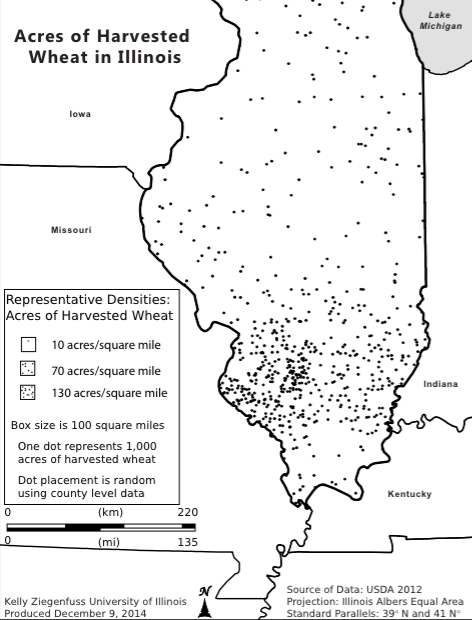 Acres of Harvested
Wheat in Illinois
Lake
Michigan
Iowa
Missouri
Representative Densities:
Acres of Harvested Wheat
10 acres/square mile
70 acres/square mile
130 acres/square mile
Box size is 100 square miles
One dot represents 1,000
acres of harvested wheat
Dot placement is random
using county level data
Indiana
Kentucky
0 (km) 220
0 (mi) 135
N
Kelly Ziegenfuss University of Illinois
Produced December 9, 2014
Source of Data: USDA 2012
Projection: Illinois Albers Equal Area
Standard Parallels: 39° N and 41 N°